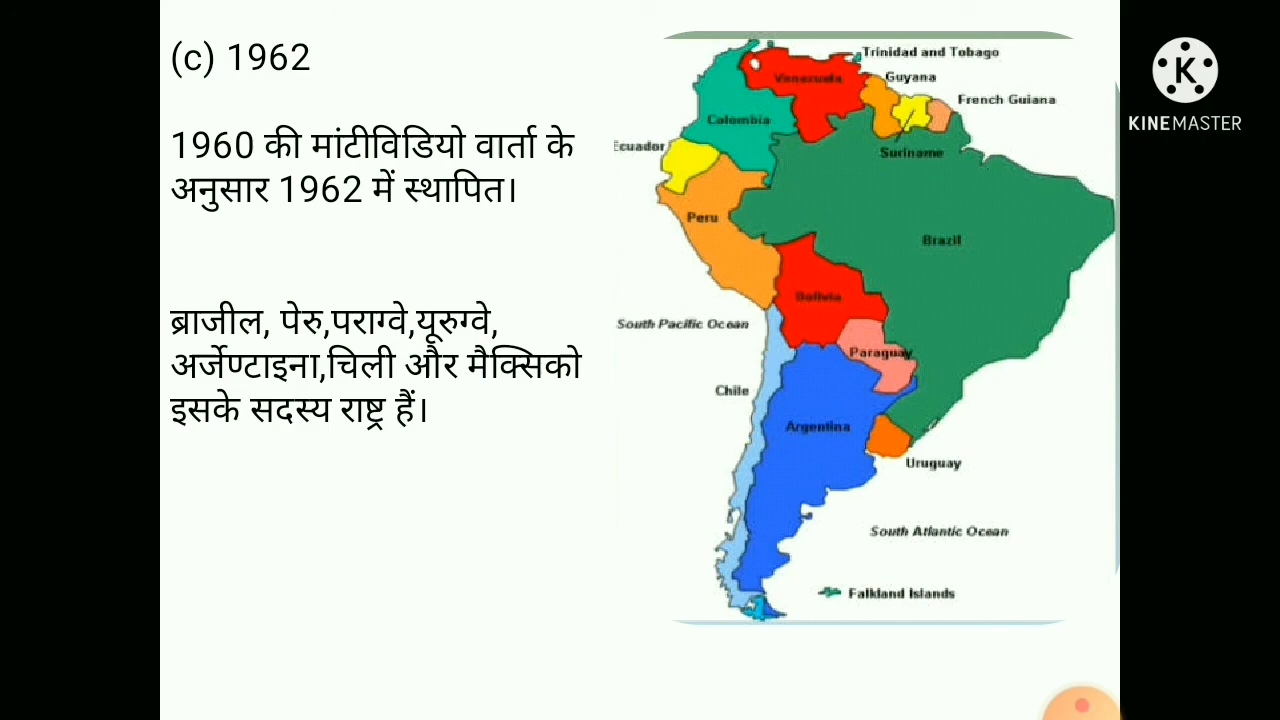 (c) 1962
1960 की मांटीविडियो वार्ता के
अनुसार 1962 में स्थापित।
ब्राजील, पेरु,पराग्वे,यूरुग्वे,
अर्जेण्टाइना,चिली और मैक्सिको
इसके सदस्य राष्ट्र हैं।
Trinidad and Tobago
Venezuela
Guyana
French Guiana
Colombia
Ecuador
Suriname
Peru
Brazil
Bolivia
South Pacific Ocean
Paraguay
Chile
Argentina
Uruguay
South Atlantic Ocean
Falkland Islands
K
KINEMASTER